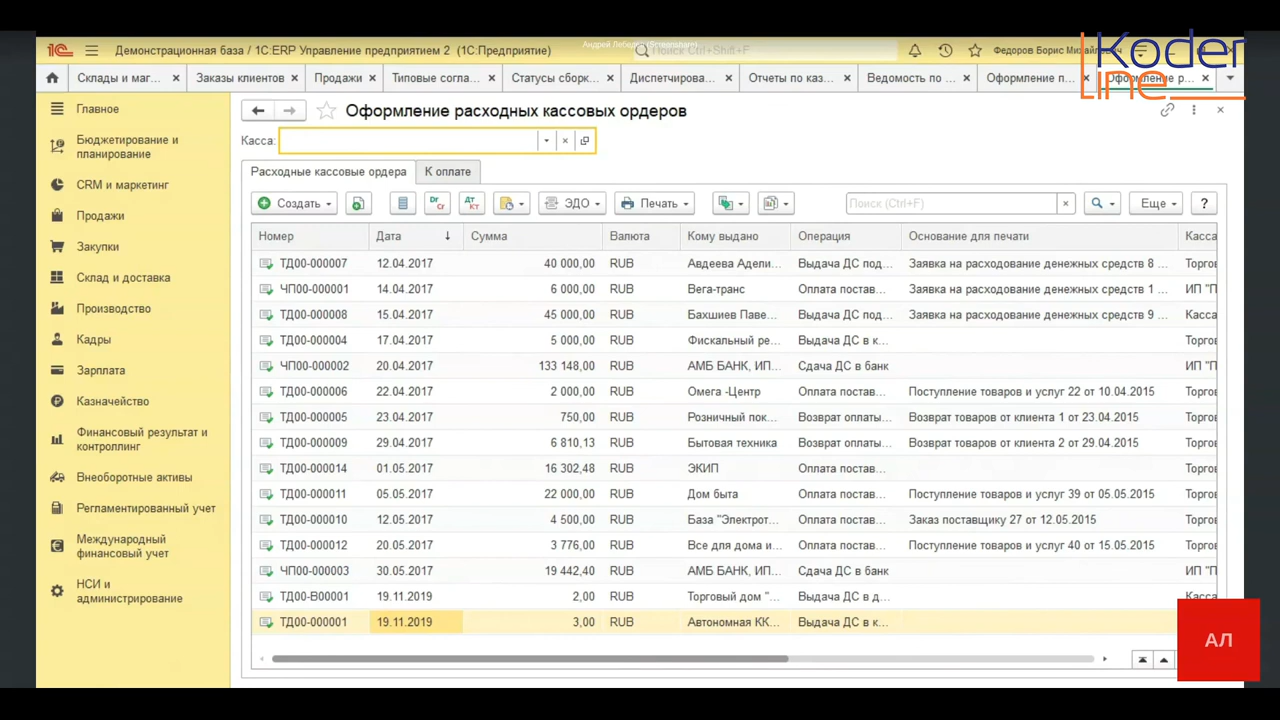 1С Демонстрационная база / 1С:ERP Управление предприятием 2 (1С:Предприятие) Поиск Ctrl+Shift+F
Koder
line
Склады и маг... × Заказы клиентов × Продажи × Типовые согла... × Статусы сборк... × Диспетчирова... × Отчеты по каз... × Ведомость по ... × Оформление п... × Оформление р... ×
Главное
Бюджетирование и
планирование
CRM и маркетинг
Продажи
Закупки
Склад и доставка
Производство
Кадры
Зарплата
Казначейство
Финансовый результат и
контроллинг
Внеоборотные активы
Регламентированный учет
Международный
финансовый учет
НСИ и
администрирование
Оформление расходных кассовых ордеров
Касса:
Расходные кассовые ордера К оплате
Создать ЭДО Печать Поиск (Ctrl+F) × Еще ?
Номер Дата ↓ Сумма Валюта Кому выдано Операция Основание для печати Касса
ТД00-000007 12.04.2017 40 000,00 RUB Авдеева Адели... Выдача ДС под... Заявка на расходование денежных средств 8 ... Торго
ЧП00-000001 14.04.2017 6 000,00 RUB Вега-транс Оплата постав... Заявка на расходование денежных средств 1 ... ИП "П
ТД00-000008 15.04.2017 45 000,00 RUB Бахшиев Паве... Выдача ДС под... Заявка на расходование денежных средств 9 ... Касса
ТД00-000004 17.04.2017 5 000,00 RUB Фискальный ре... Выдача ДС в к... Торго
ЧП00-000002 20.04.2017 133 148,00 RUB АМБ БАНК, ИП... Сдача ДС в банк ИП "П
ТД00-000006 22.04.2017 2 000,00 RUB Омега -Центр Оплата постав... Поступление товаров и услуг 22 от 10.04.2015 Торго
ТД00-000005 23.04.2017 750,00 RUB Розничный пок... Возврат оплаты... Возврат товаров от клиента 1 от 23.04.2015 Торго
ТД00-000009 29.04.2017 6 810,13 RUB Бытовая техника Возврат оплаты... Возврат товаров от клиента 2 от 29.04.2015 Торго
ТД00-000014 01.05.2017 16 302,48 RUB ЭКИП Оплата постав... Торго
ТД00-000011 05.05.2017 22 000,00 RUB Дом быта Оплата постав... Поступление товаров и услуг 39 от 05.05.2015 Торго
ТД00-000010 12.05.2017 4 500,00 RUB База "Электрот... Оплата постав... Заказ поставщику 27 от 12.05.2015 Торго
ТД00-000012 20.05.2017 3 776,00 RUB Все для дома и... Оплата постав... Поступление товаров и услуг 40 от 15.05.2015 Торго
ЧП00-000003 30.05.2017 19 442,40 RUB АМБ БАНК, ИП... Сдача ДС в банк ИП "П
ТД00-В00001 19.11.2019 2,00 RUB Торговый дом "... Выдача ДС в д... Касса
ТД00-000001 19.11.2019 3,00 RUB Автономная КК... Выдача ДС в к...
АЛ